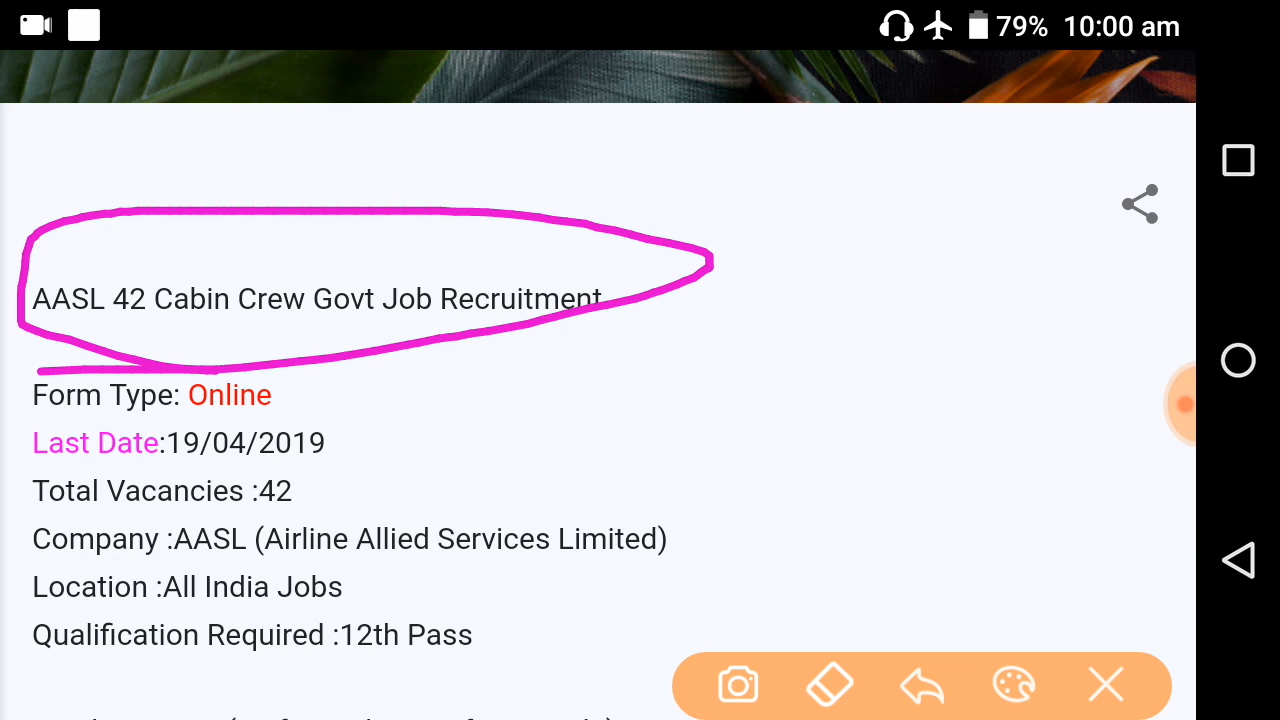 79% 10:00 am
AASL 42 Cabin Crew Govt Job Recruitment
Form Type: Online
Last Date:19/04/2019
Total Vacancies :42
Company :AASL (Airline Allied Services Limited)
Location :All India Jobs
Qualification Required :12th Pass